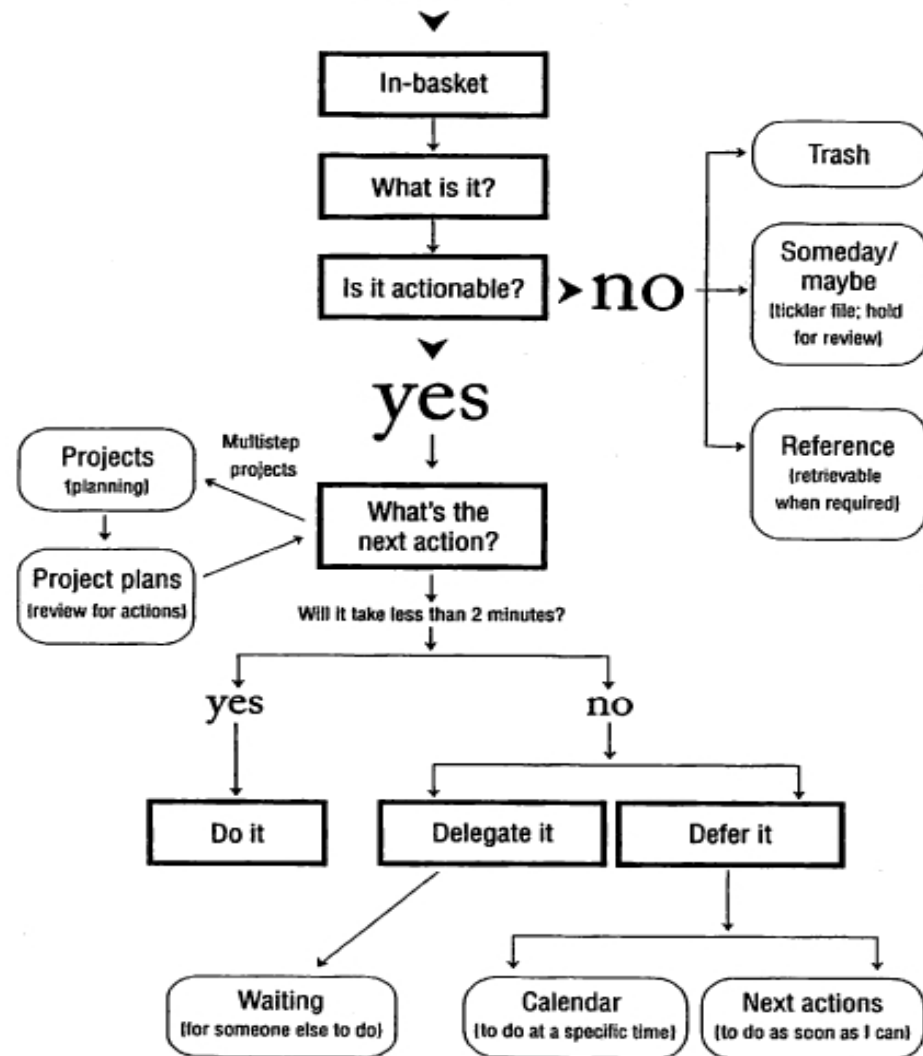 In-basket
What is it?
Trash
Is it actionable?
no
Someday/
maybe
(tickler file; hold
for review)
yes
Reference
(retrievable
when required)
Multistep
projects
Projects
(planning)
What's the
next action?
Project plans
(review for actions)
Will it take less than 2 minutes?
yes
no
Do it
Delegate it
Defer it
Waiting
(for someone else to do)
Calendar
(to do at a specific time)
Next actions
(to do as soon as I can)